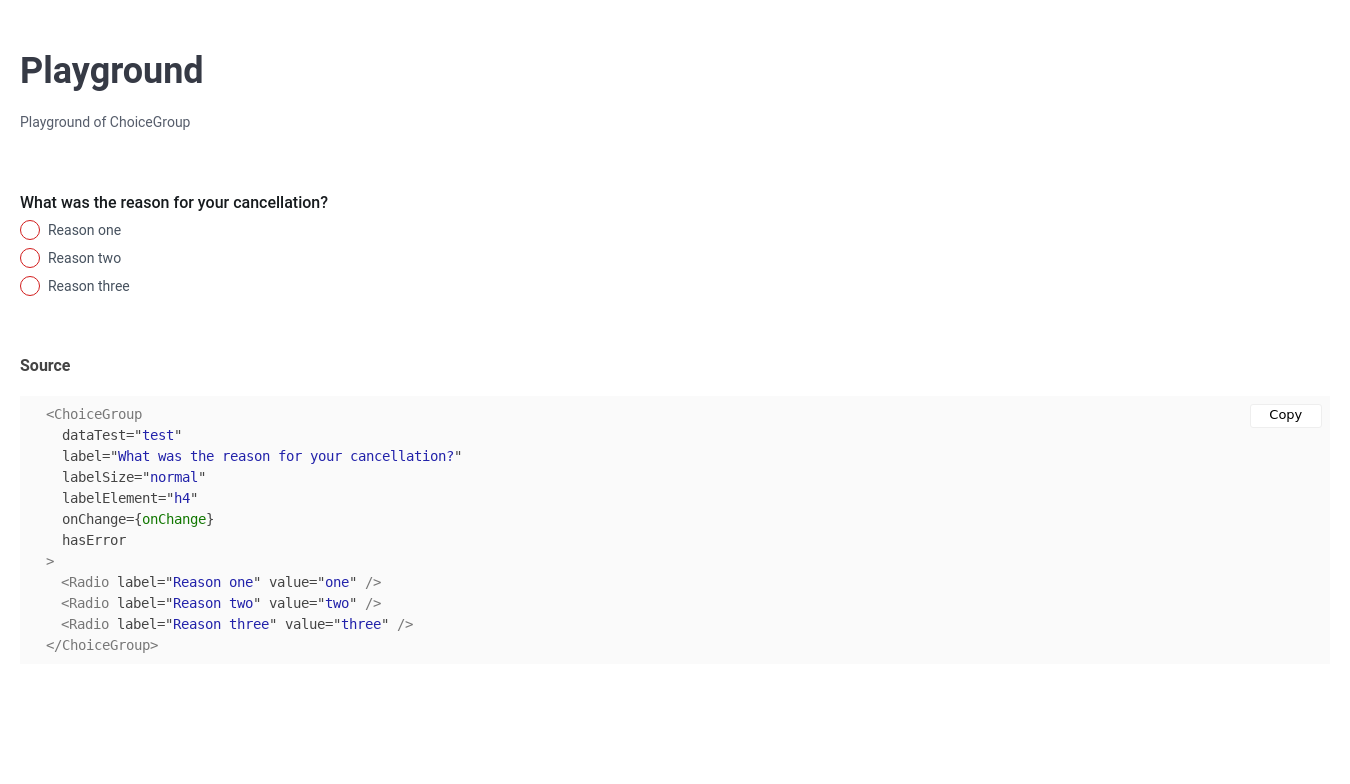 Playground
Playground of ChoiceGroup
What was the reason for your cancellation?
Reason one
Reason two
Reason three
Source
Copy
<ChoiceGroup
dataTest="test"
label="What was the reason for your cancellation?"
labelSize="normal"
labelElement="h4"
onChange={onChange}
hasError
>
<Radio label="Reason one" value="one" />
<Radio label="Reason two" value="two" />
<Radio label="Reason three" value="three" />
</ChoiceGroup>